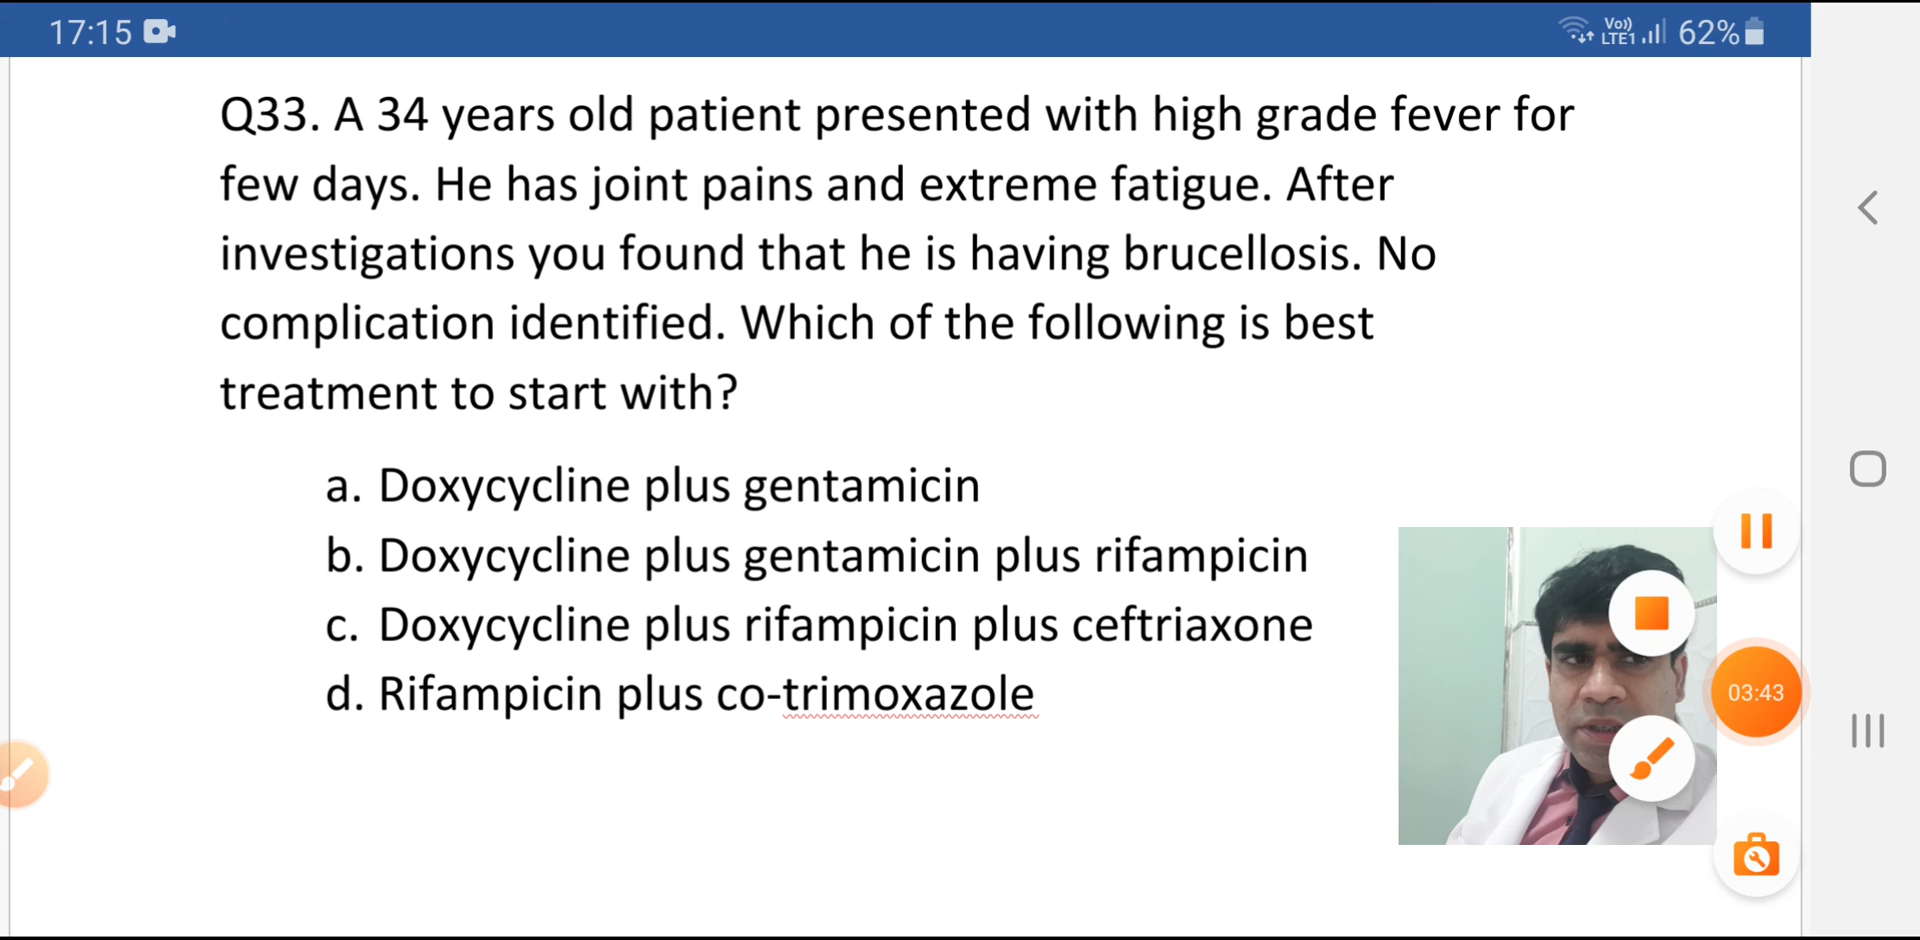 17:15
Vo)) LTE1 62%
Q33. A 34 years old patient presented with high grade fever for
few days. He has joint pains and extreme fatigue. After
investigations you found that he is having brucellosis. No
complication identified. Which of the following is best
treatment to start with?
a. Doxycycline plus gentamicin
b. Doxycycline plus gentamicin plus rifampicin
c. Doxycycline plus rifampicin plus ceftriaxone
d. Rifampicin plus co-trimoxazole
03:43